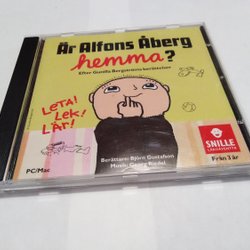 Är Alfons Åberg
hemma?
Efter Gunilla Bergströms berättelser
LETA!
LEK!
LÄR!
SNILLE
Från 3 år
Berättare: Björn Gustafson
Musik: Georg Riedel
PC/Mac